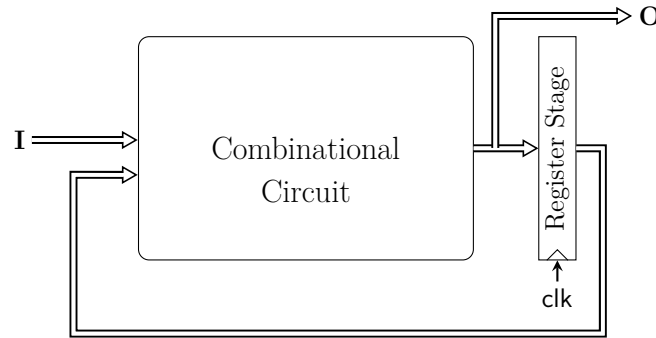 O
I
Combinational
Circuit
Register Stage
clk